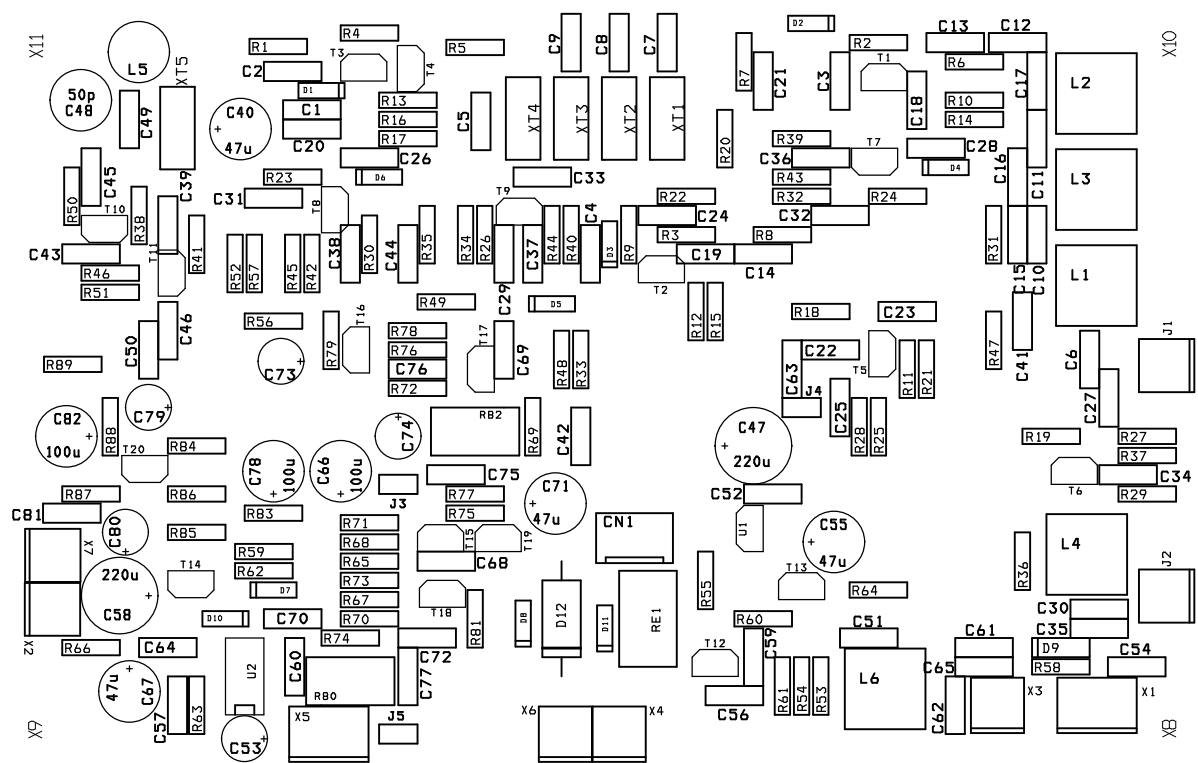 X11
L5
XT5
R1
R4
T3
T4
R5
C9
C8
C7
D2
R2
C13
C12
X10
C2
D1
R7
C21
C3
T1
R6
C17
L2
50p
C48
C49
C40
47u
C1
C20
R13
R16
R17
C5
XT4
XT3
XT2
XT1
R20
C18
R10
R14
C26
D6
C33
R39
C36
T7
C28
D4
C16
C11
L3
R50
C45
T10
R38
C39
R23
C31
T8
R43
R32
C32
R24
R22
C24
T9
C43
R46
R51
T11
R41
R52
R57
R45
R42
C38
R30
C44
R35
R34
R26
C29
C37
R44
R40
C4
D3
R9
R3
R8
C19
C14
T2
R31
C15
C10
L1
C50
C46
R56
R79
T16
R49
D5
R12
R15
R18
C23
R47
C41
J1
R89
C73
R78
R76
C76
R72
T17
C69
R48
R33
C22
C63
J4
T5
R11
R21
C6
C27
C79
C82
100u
R88
R84
T20
C74
RB2
R69
C42
C25
R28
R25
C47
220u
R19
R27
R37
T6
C34
R29
C78
100u
C66
100u
C75
J3
R77
R75
C71
47u
C52
R87
C81
R86
R83
R85
C80
X7
R71
R68
R65
R73
R67
R70
T15
T19
C68
CN1
U1
C55
47u
R59
R62
D7
220u
C58
T14
D10
C70
R74
T18
R81
D8
D12
D11
RE1
R55
T13
R64
R36
L4
J2
X2
R66
C64
C72
C77
R60
C59
T12
C51
C61
C65
C30
C35
D9
R58
C54
47u
C67
C57
R63
U2
C60
RB0
X5
J5
X6
X4
C56
R61
R54
R53
L6
C62
X3
X1
X9
C53
X8